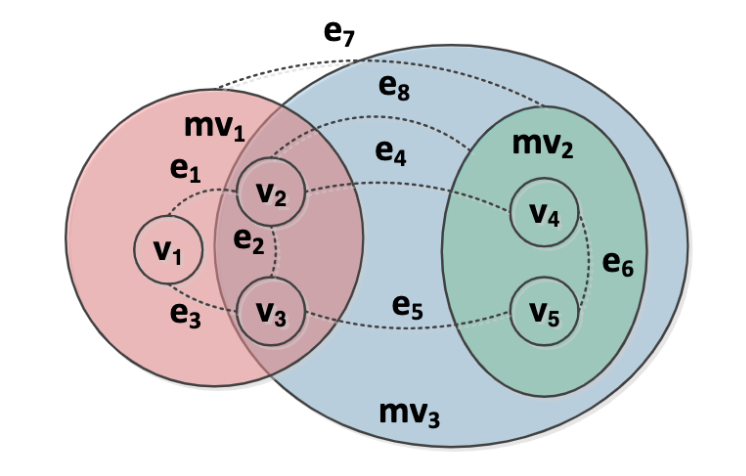 e₇
e₈
mv₁
e₄
mv₂
e₁
v₂
v₄
e₂
v₁
e₆
e₃
v₃
e₅
v₅
mv₃